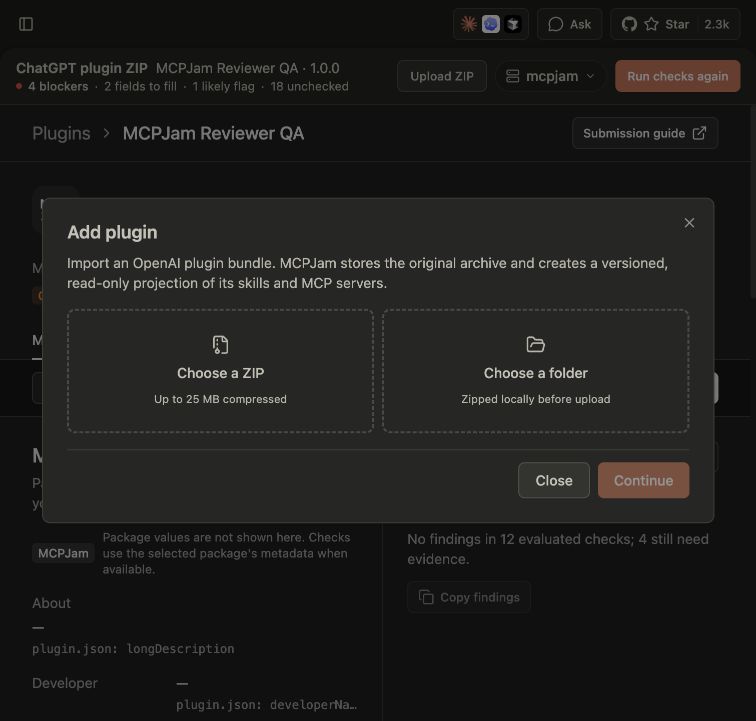 Ask
Star 2.3k
ChatGPT plugin ZIP MCPJam Reviewer QA · 1.0.0
4 blockers · 2 fields to fill · 1 likely flag · 18 unchecked
Upload ZIP
mcpjam
Run checks again
Plugins > MCPJam Reviewer QA
Submission guide
Add plugin
Import an OpenAI plugin bundle. MCPJam stores the original archive and creates a versioned,
read-only projection of its skills and MCP servers.
Choose a ZIP
Up to 25 MB compressed
Choose a folder
Zipped locally before upload
Close
Continue
MCPJam
Package values are not shown here. Checks
use the selected package's metadata when
available.
About
—
plugin.json: longDescription
Developer
—
plugin.json: developerNa…
No findings in 12 evaluated checks; 4 still need
evidence.
Copy findings